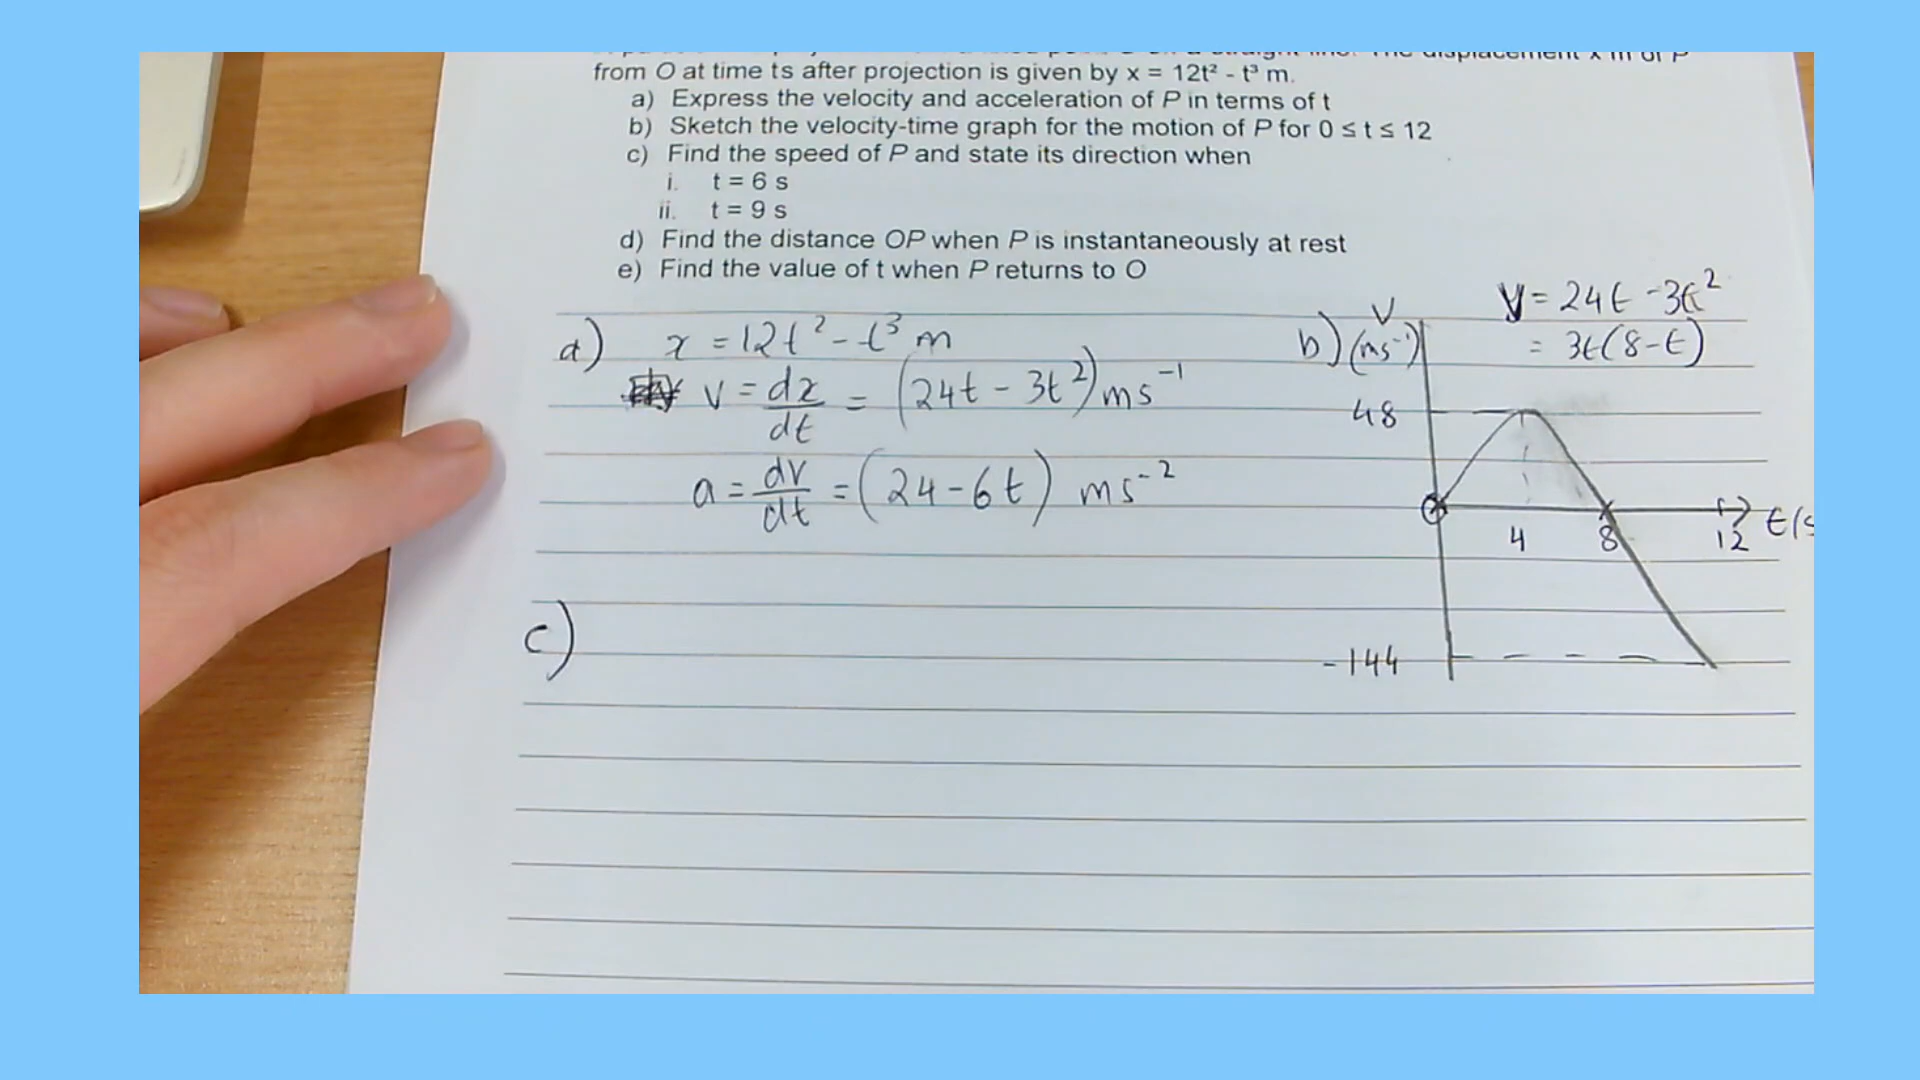 displacement x m of P
from O at time ts after projection is given by x = 12t² - t³ m.
a) Express the velocity and acceleration of P in terms of t
b) Sketch the velocity-time graph for the motion of P for 0 ≤ t ≤ 12
c) Find the speed of P and state its direction when
i. t = 6 s
ii. t = 9 s
d) Find the distance OP when P is instantaneously at rest
e) Find the value of t when P returns to O
a) x = 12t² - t³ m
v = dx/dt = (24t - 3t²) ms⁻¹
a = dv/dt = (24 - 6t) ms⁻²
b) v (ms⁻¹)
V = 24t - 3t²
= 3t(8-t)
48
4 8 12 t(s
-144
c)